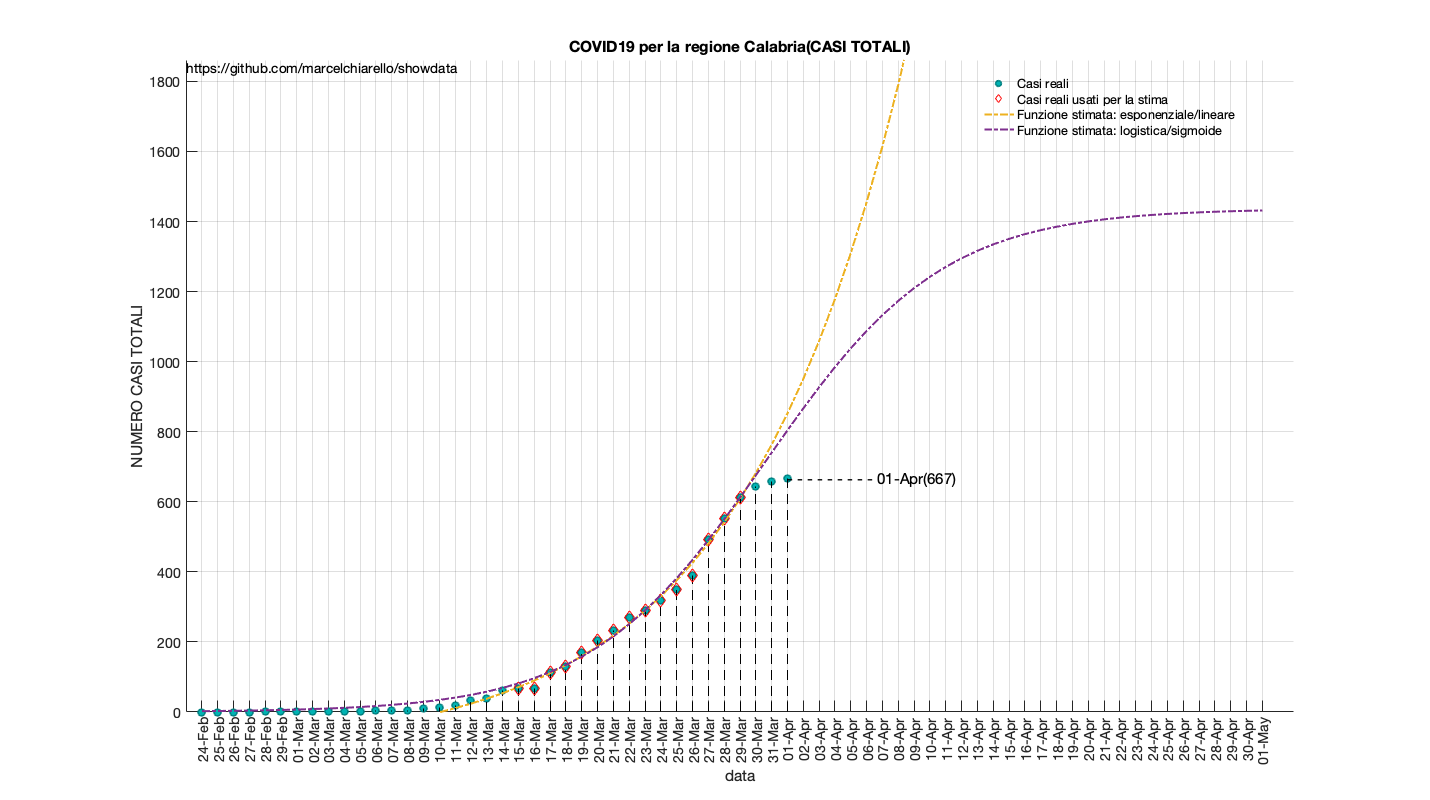 COVID19 per la regione Calabria(CASI TOTALI)
https://github.com/marcelchiarello/showdata
Casi reali
Casi reali usati per la stima
Funzione stimata: esponenziale/lineare
Funzione stimata: logistica/sigmoide
1800
1600
1400
1200
1000
800
600
400
200
0
NUMERO CASI TOTALI
01-Apr(667)
24-Feb
25-Feb
26-Feb
27-Feb
28-Feb
29-Feb
01-Mar
02-Mar
03-Mar
04-Mar
05-Mar
06-Mar
07-Mar
08-Mar
09-Mar
10-Mar
11-Mar
12-Mar
13-Mar
14-Mar
15-Mar
16-Mar
17-Mar
18-Mar
19-Mar
20-Mar
21-Mar
22-Mar
23-Mar
24-Mar
25-Mar
26-Mar
27-Mar
28-Mar
29-Mar
30-Mar
31-Mar
01-Apr
02-Apr
03-Apr
04-Apr
05-Apr
06-Apr
07-Apr
08-Apr
09-Apr
10-Apr
11-Apr
12-Apr
13-Apr
14-Apr
15-Apr
16-Apr
17-Apr
18-Apr
19-Apr
20-Apr
21-Apr
22-Apr
23-Apr
24-Apr
25-Apr
26-Apr
27-Apr
28-Apr
29-Apr
30-Apr
01-May
data